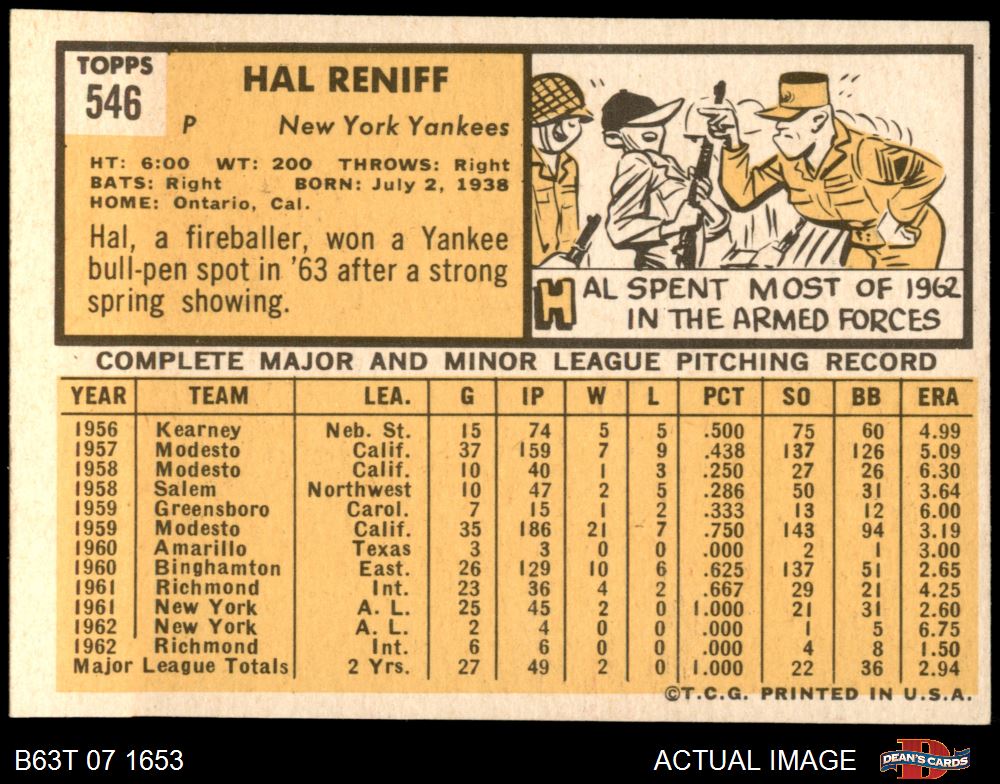 TOPPS
546
HAL RENIFF
P New York Yankees
HT: 6:00 WT: 200 THROWS: Right
BATS: Right BORN: July 2, 1938
HOME: Ontario, Cal.
Hal, a fireballer, won a Yankee
bull-pen spot in '63 after a strong
spring showing.
HAL SPENT MOST OF 1962
IN THE ARMED FORCES
COMPLETE MAJOR AND MINOR LEAGUE PITCHING RECORD
YEAR TEAM LEA. G IP W L PCT SO BB ERA
1956 Kearney Neb. St. 15 74 5 5 .500 75 60 4.99
1957 Modesto Calif. 37 159 7 9 .438 137 126 5.09
1958 Modesto Calif. 10 40 1 3 .250 27 26 6.30
1958 Salem Northwest 10 47 2 5 .286 50 31 3.64
1959 Greensboro Carol. 7 15 1 2 .333 13 12 6.00
1959 Modesto Calif. 35 186 21 7 .750 143 94 3.19
1960 Amarillo Texas 3 3 0 0 .000 2 1 3.00
1960 Binghamton East. 26 129 10 6 .625 137 51 2.65
1961 Richmond Int. 23 36 4 2 .667 29 21 4.25
1961 New York A. L. 25 45 2 0 1.000 21 31 2.60
1962 New York A. L. 2 4 0 0 .000 1 5 6.75
1962 Richmond Int. 6 6 0 0 .000 4 8 1.50
Major League Totals 2 Yrs. 27 49 2 0 1.000 22 36 2.94
©T.C.G. PRINTED IN U.S.A.
B63T 07 1653 ACTUAL IMAGE DEAN'S CARDS